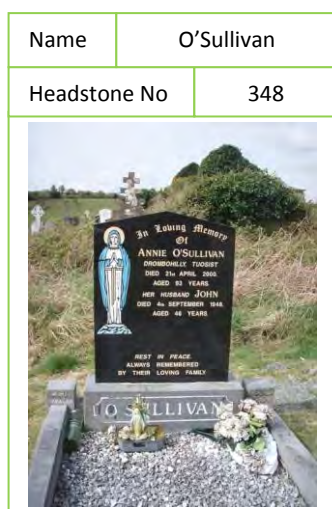 Name O’Sullivan
Headstone No 348
In Loving Memory
Of
ANNIE O'SULLIVAN
DROMBOHILLY, TUOSIST
DIED 21st APRIL 2000.
AGED 93 YEARS
HER HUSBAND JOHN
DIED 4th SEPTEMBER 1948.
AGED 46 YEARS
REST IN PEACE.
ALWAYS REMEMBERED
BY THEIR LOVING FAMILY
O'SULLIVAN